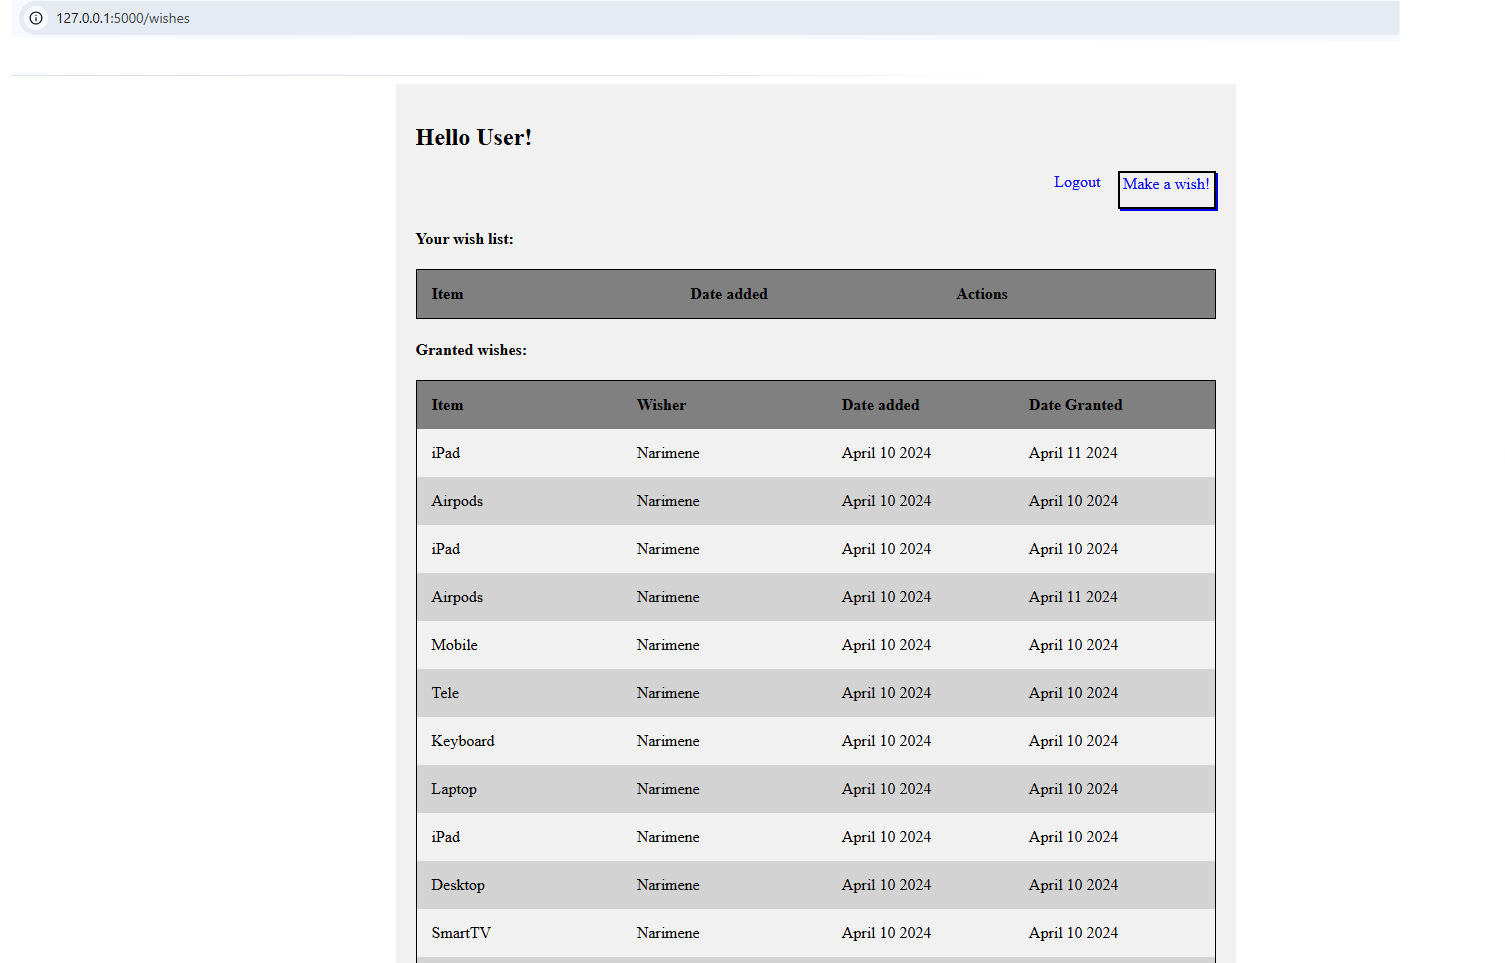 127.0.0.1:5000/wishes
Hello User!
Logout Make a wish!
Your wish list:
Item Date added Actions
Granted wishes:
Item Wisher Date added Date Granted
iPad Narimene April 10 2024 April 11 2024
Airpods Narimene April 10 2024 April 10 2024
iPad Narimene April 10 2024 April 10 2024
Airpods Narimene April 10 2024 April 11 2024
Mobile Narimene April 10 2024 April 10 2024
Tele Narimene April 10 2024 April 10 2024
Keyboard Narimene April 10 2024 April 10 2024
Laptop Narimene April 10 2024 April 10 2024
iPad Narimene April 10 2024 April 10 2024
Desktop Narimene April 10 2024 April 10 2024
SmartTV Narimene April 10 2024 April 10 2024